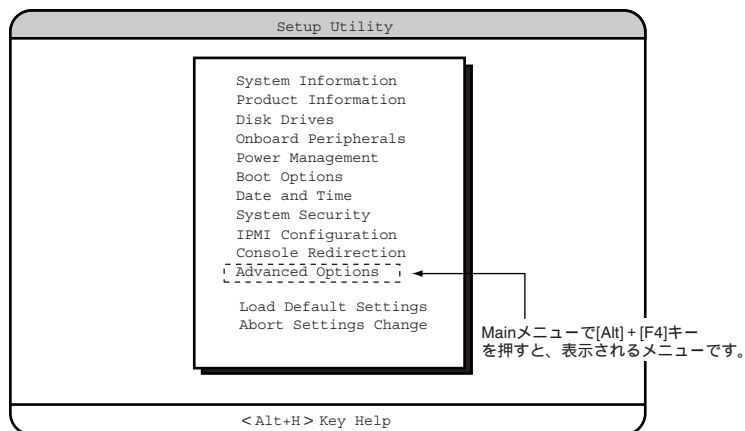 Setup Utility
System Information
Product Information
Disk Drives
Onboard Peripherals
Power Management
Boot Options
Date and Time
System Security
IPMI Configuration
Console Redirection
Advanced Options
Load Default Settings
Abort Settings Change
Mainメニューで[Alt]+[F4]キー
を押すと、表示されるメニューです。
<Alt+H> Key Help